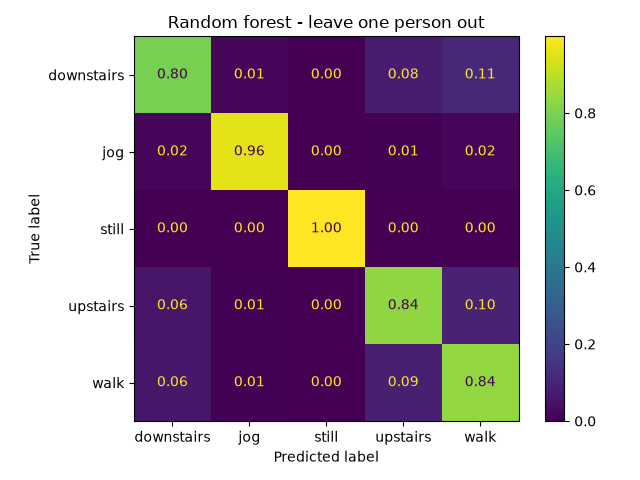 Random forest - leave one person out
True label
downstairs 0.80 0.01 0.00 0.08 0.11
jog 0.02 0.96 0.00 0.01 0.02
still 0.00 0.00 1.00 0.00 0.00
upstairs 0.06 0.01 0.00 0.84 0.10
walk 0.06 0.01 0.00 0.09 0.84
downstairs jog still upstairs walk
Predicted label
0.8
0.6
0.4
0.2
0.0